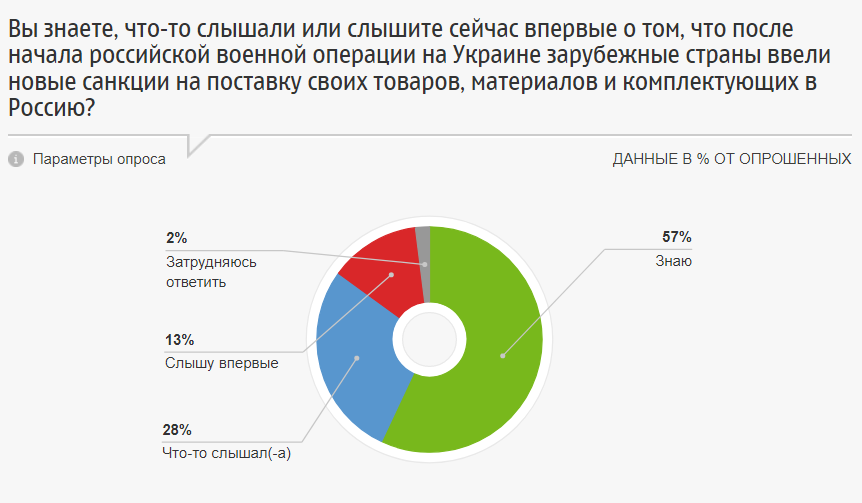 Вы знаете, что-то слышали или слышите сейчас впервые о том, что после
начала российской военной операции на Украине зарубежные страны ввели
новые санкции на поставку своих товаров, материалов и комплектующих в
Россию?
Параметры опроса
ДАННЫЕ В % ОТ ОПРОШЕННЫХ
2%
Затрудняюсь
ответить
57%
Знаю
13%
Слышу впервые
28%
Что-то слышал(-а)